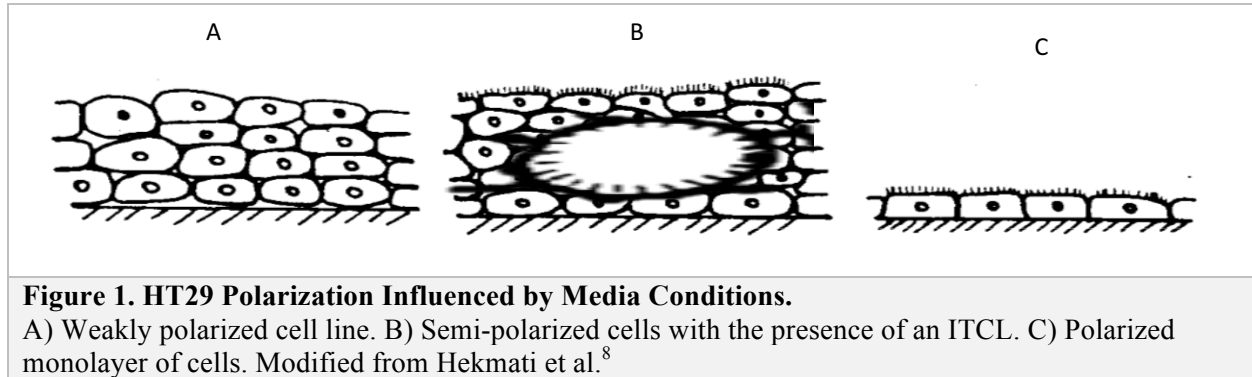 A
B
C
Figure 1. HT29 Polarization Influenced by Media Conditions.
A) Weakly polarized cell line. B) Semi-polarized cells with the presence of an ITCL. C) Polarized
monolayer of cells. Modified from Hekmati et al.8